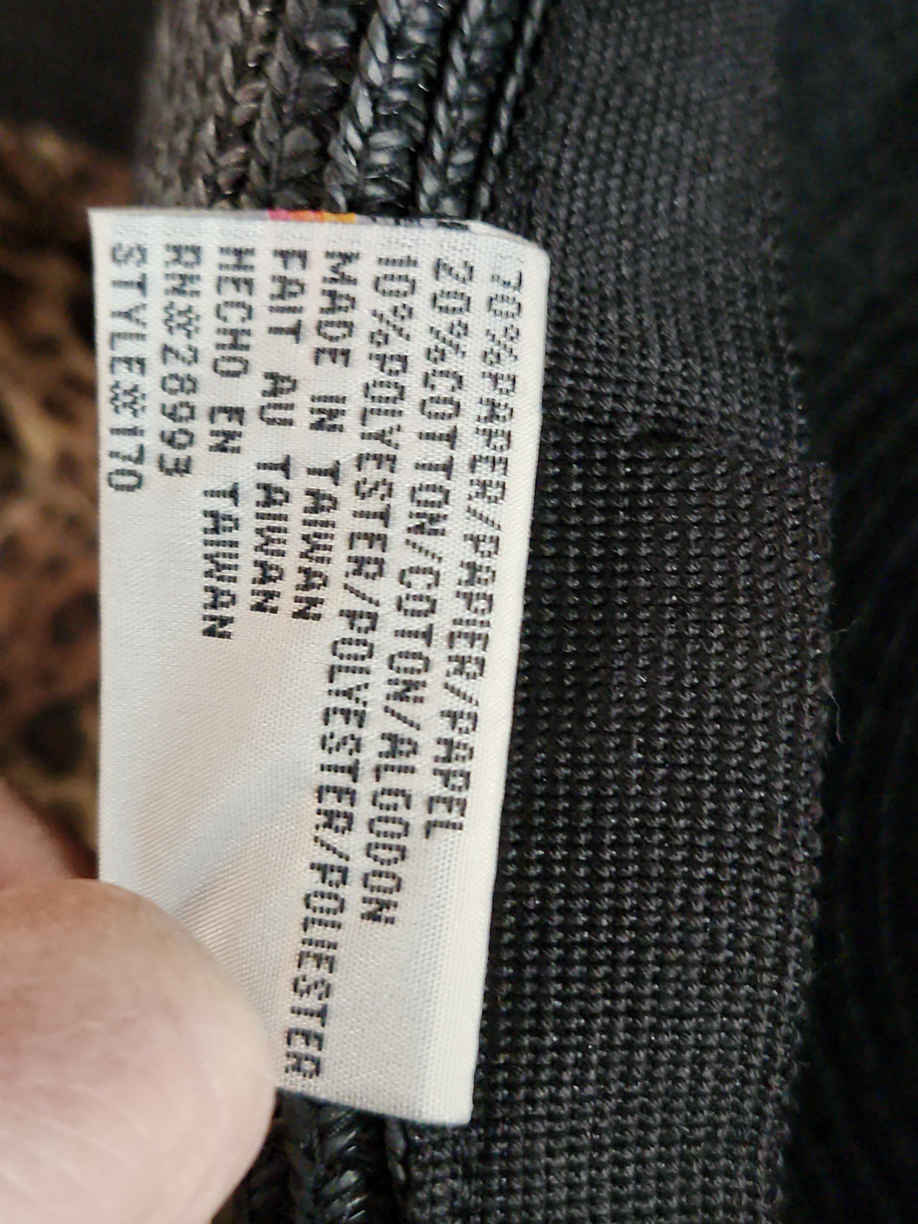 70%PAPER/PAPIER/PAPEL
20%COTTON/COTON/ALGODON
10%POLYESTER/POLYESTER/POLIESTER
MADE IN TAIWAN
FAIT AU TAIWAN
HECHO EN TAIWAN
RN※28993
STYLE※170